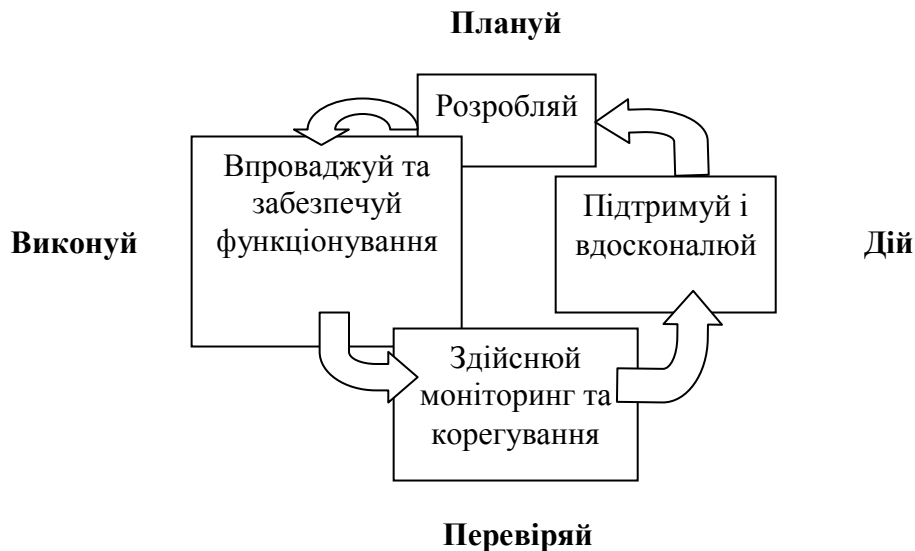 Плануй
Розробляй
Впроваджуй та
забезпечуй
функціонування
Підтримуй і
вдосконалюй
Виконуй
Дій
Здійснюй
моніторинг та
корегування
Перевіряй